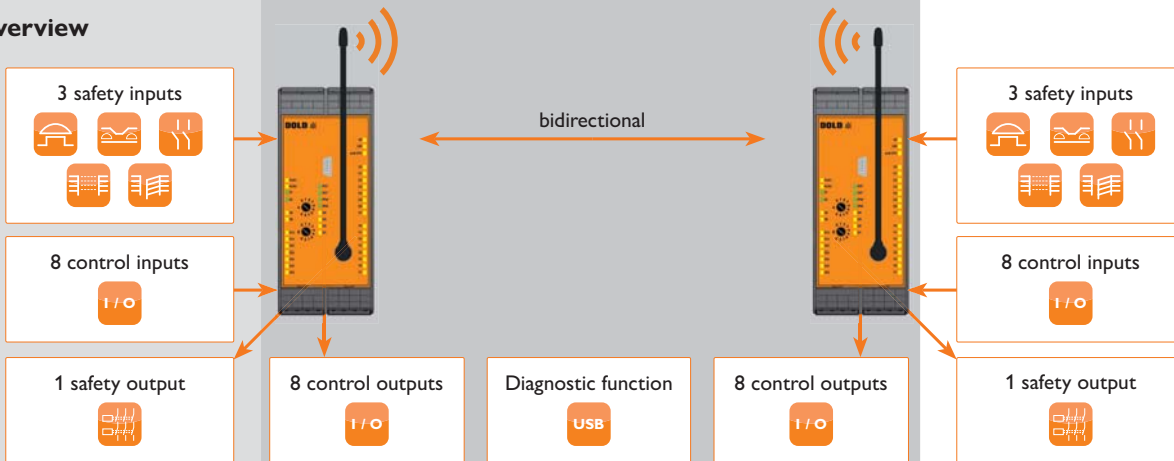 verview
3 safety inputs
8 control inputs
I / O
1 safety output
DOLD
bidirectional
DOLD
8 control outputs
I / O
Diagnostic function
USB
8 control outputs
I / O
3 safety inputs
8 control inputs
I / O
1 safety output